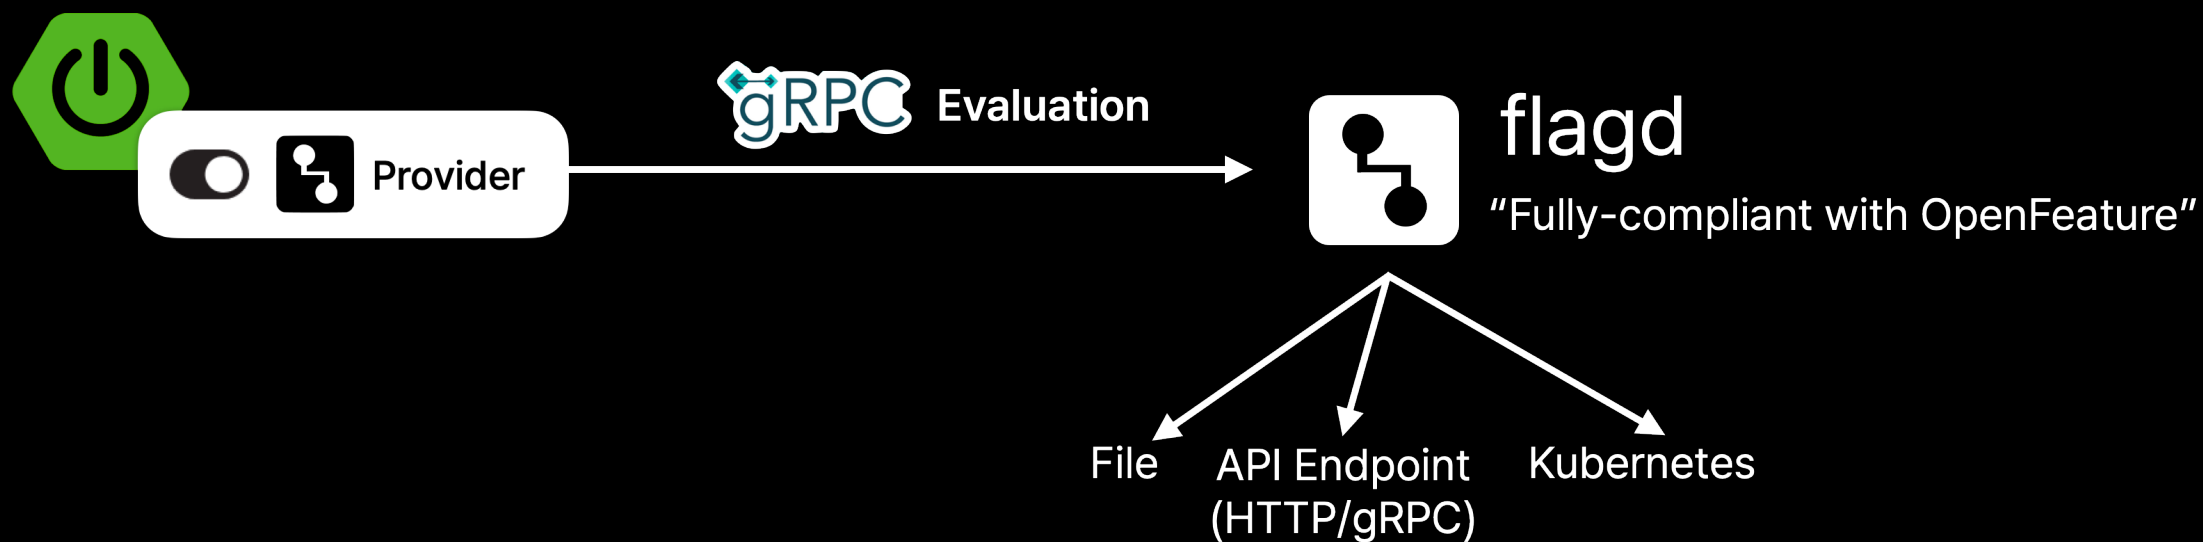 gRPC Evaluation
Provider
flagd
“Fully-compliant with OpenFeature”
File
API Endpoint
(HTTP/gRPC)
Kubernetes